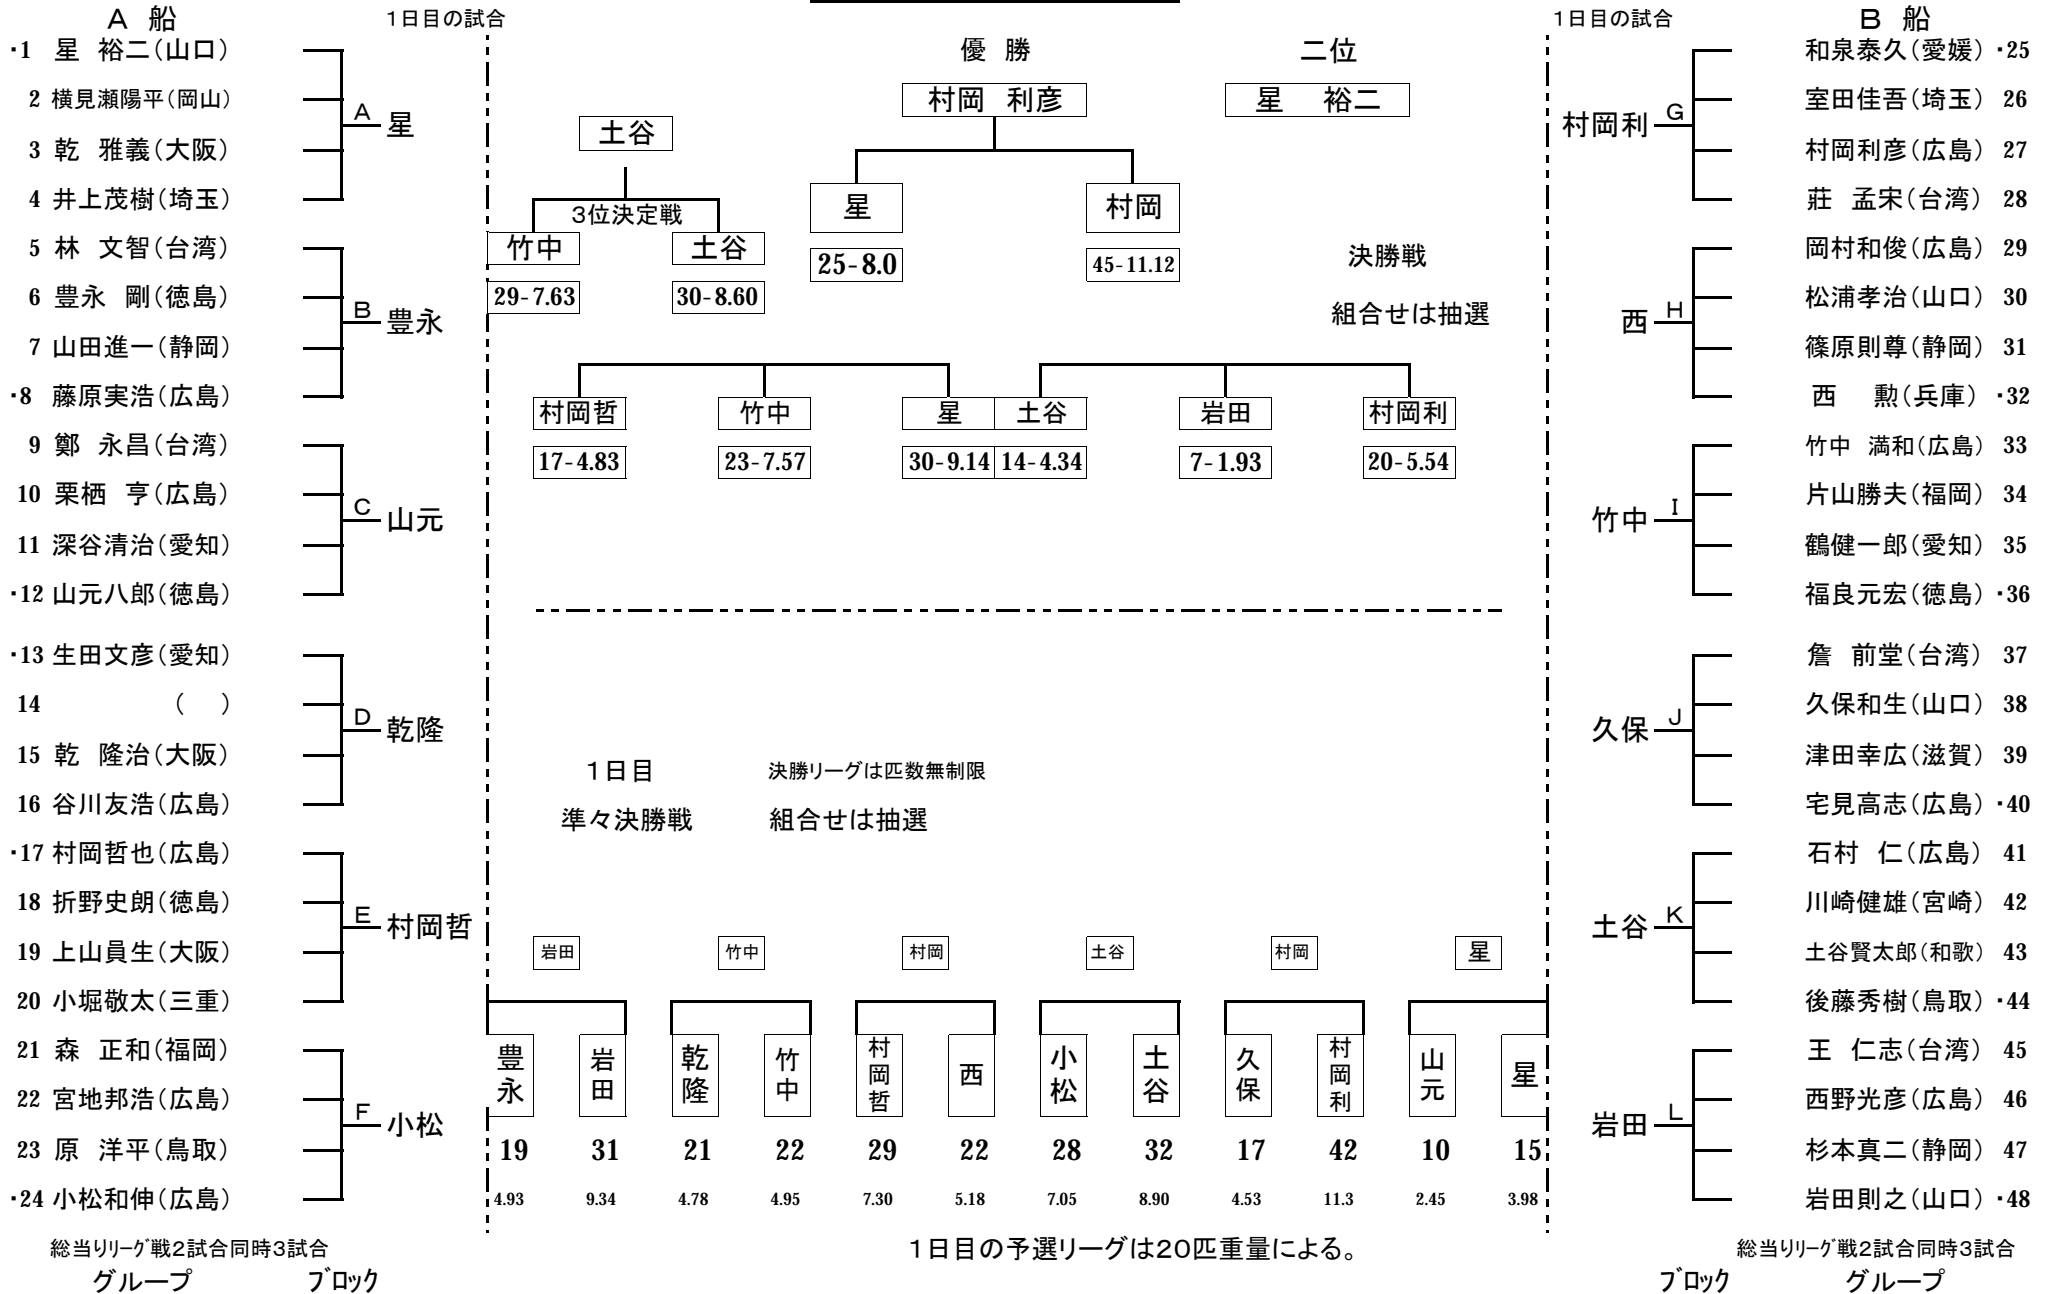 A 船
1日目の試合
・1 星 裕二(山口)
2 横見瀬陽平(岡山)
3 乾 雅義(大阪)
4 井上茂樹(埼玉)
A 星
5 林 文智(台湾)
6 豊永 剛(徳島)
7 山田進一(静岡)
・8 藤原実浩(広島)
B 豊永
9 鄭 永昌(台湾)
10 栗栖 亨(広島)
11 深谷清治(愛知)
・12 山元八郎(徳島)
C 山元
・13 生田文彦(愛知)
14 ( )
15 乾 隆治(大阪)
16 谷川友浩(広島)
D 乾隆
・17 村岡哲也(広島)
18 折野史朗(徳島)
19 上山員生(大阪)
20 小堀敬太(三重)
E 村岡哲
21 森 正和(福岡)
22 宮地邦浩(広島)
23 原 洋平(鳥取)
・24 小松和伸(広島)
F 小松
総当りリーグ戦2試合同時3試合
グループ ブロック
優 勝 二位
村岡 利彦 星 裕二
土谷
星 村岡
3位決定戦
竹中 土谷
25-8.0 45-11.12
29-7.63 30-8.60
決勝戦
組合せは抽選
村岡哲 竹中 星 土谷 岩田 村岡利
17-4.83 23-7.57 30-9.14 14-4.34 7-1.93 20-5.54
1日目 決勝リーグは匹数無制限
準々決勝戦 組合せは抽選
岩田 竹中 村岡 土谷 村岡 星
豊永 岩田 乾隆 竹中 村岡哲 西 小松 土谷 久保 村岡利 山元 星
19 31 21 22 29 22 28 32 17 42 10 15
4.93 9.34 4.78 4.95 7.30 5.18 7.05 8.90 4.53 11.3 2.45 3.98
1日目の予選リーグは20匹重量による。
1日目の試合
B 船
和泉泰久(愛媛) ・25
室田佳吾(埼玉) 26
村岡利彦(広島) 27
莊 孟宋(台湾) 28
村岡利 G
岡村和俊(広島) 29
松浦孝治(山口) 30
篠原則尊(静岡) 31
西 勲(兵庫) ・32
西 H
竹中 満和(広島) 33
片山勝夫(福岡) 34
鶴健一郎(愛知) 35
福良元宏(徳島) ・36
竹中 I
詹 前堂(台湾) 37
久保和生(山口) 38
津田幸広(滋賀) 39
宅見高志(広島) ・40
久保 J
石村 仁(広島) 41
川崎健雄(宮崎) 42
土谷賢太郎(和歌) 43
後藤秀樹(鳥取) ・44
土谷 K
王 仁志(台湾) 45
西野光彦(広島) 46
杉本真二(静岡) 47
岩田則之(山口) ・48
岩田 L
総当りリーグ戦2試合同時3試合
ブロック グループ